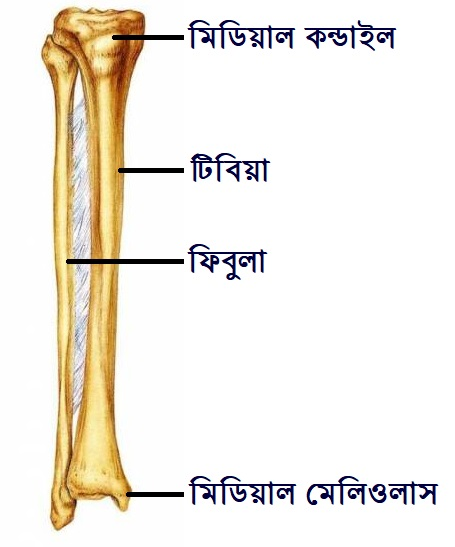 মিডিয়াল কন্ডাইল
টিবিয়া
ফিবুলা
মিডিয়াল মেলিওলাস